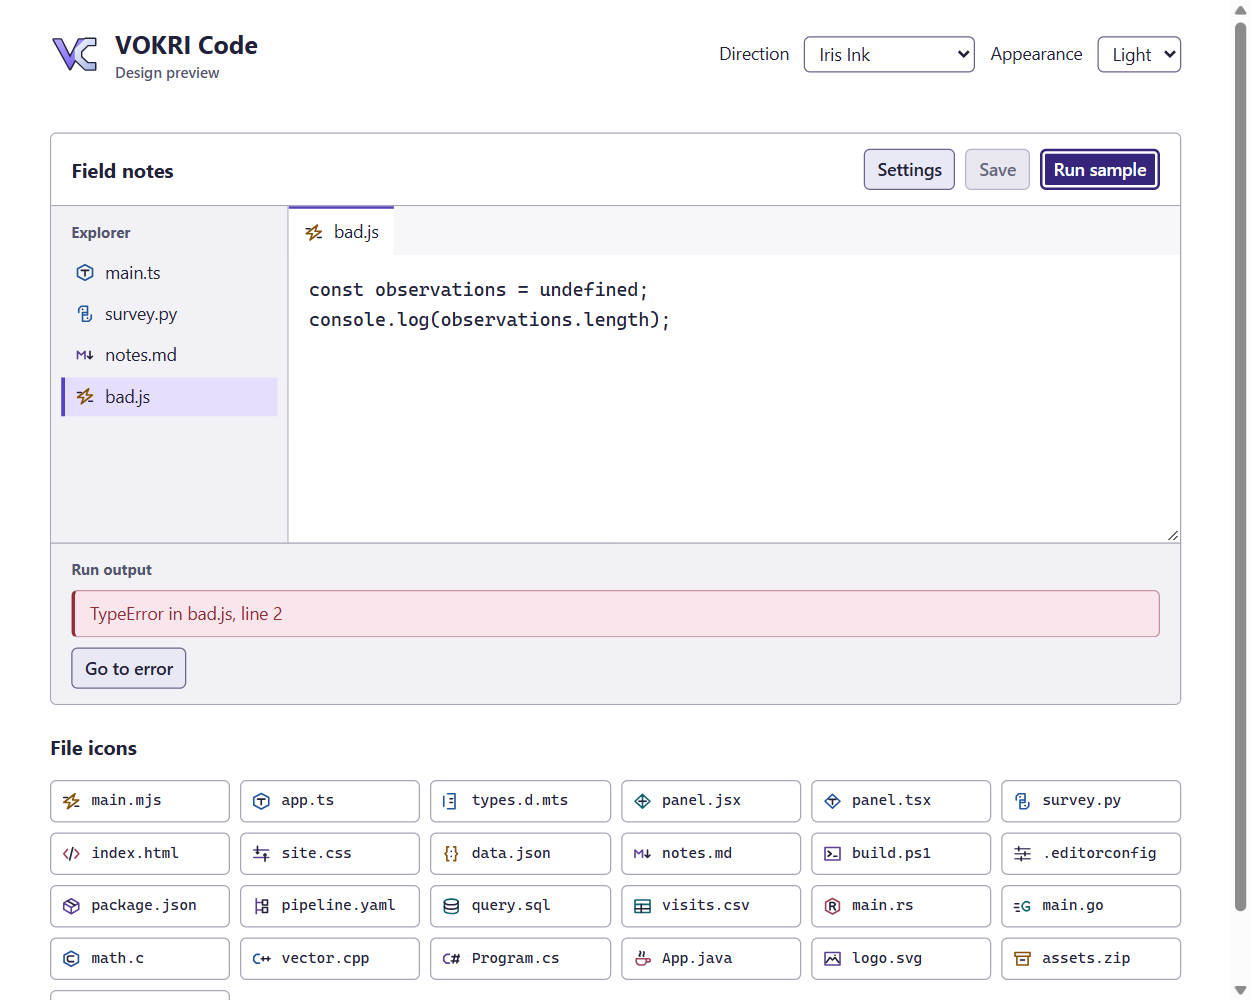 VOKRI Code
Design preview
Direction
Iris Ink
Appearance
Light
Field notes
Settings
Save
Run sample
Explorer
main.ts
survey.py
notes.md
bad.js
bad.js
const observations = undefined;
console.log(observations.length);
Run output
TypeError in bad.js, line 2
Go to error
File icons
main.mjs
app.ts
types.d.mts
panel.jsx
panel.tsx
survey.py
index.html
site.css
data.json
notes.md
build.ps1
.editorconfig
package.json
pipeline.yaml
query.sql
visits.csv
main.rs
main.go
math.c
vector.cpp
Program.cs
App.java
logo.svg
assets.zip